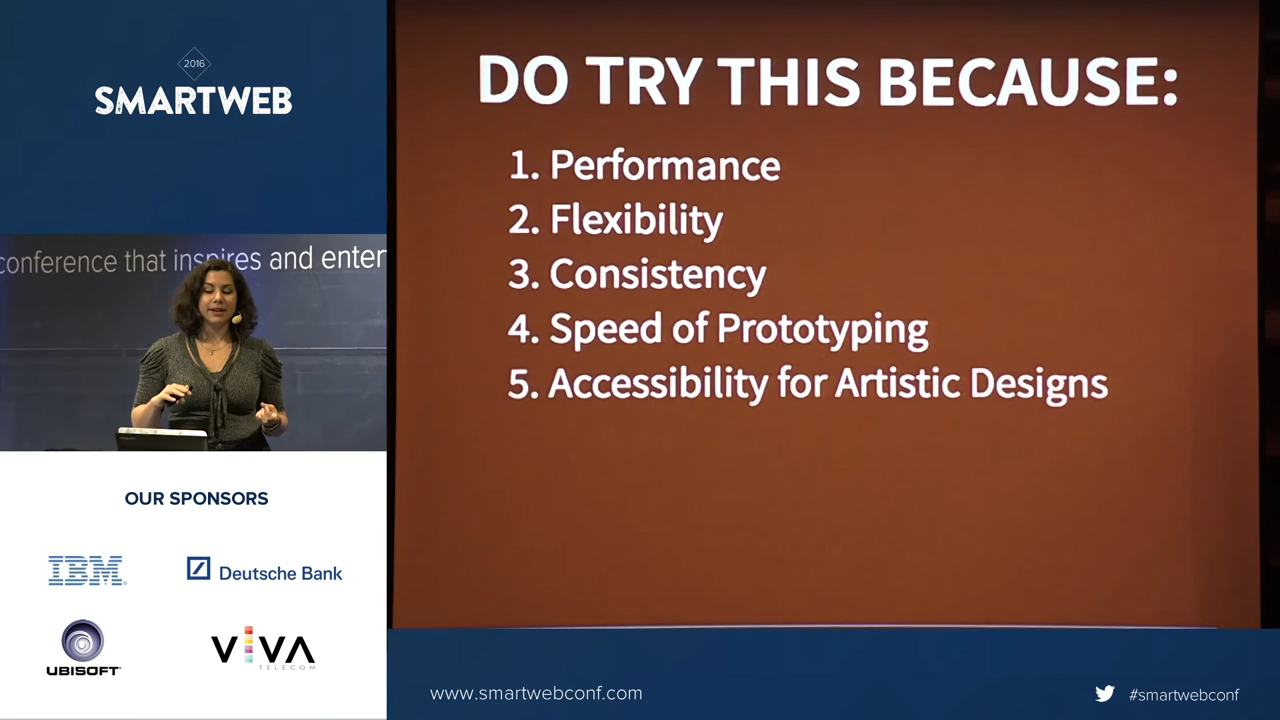 2016
SMARTWEB
conference that inspires and enter
OUR SPONSORS
IBM
Deutsche Bank
UBISOFT
VIVA
TELECOM
DO TRY THIS BECAUSE:
1. Performance
2. Flexibility
3. Consistency
4. Speed of Prototyping
5. Accessibility for Artistic Designs
www.smartwebconf.com
#smartwebconf